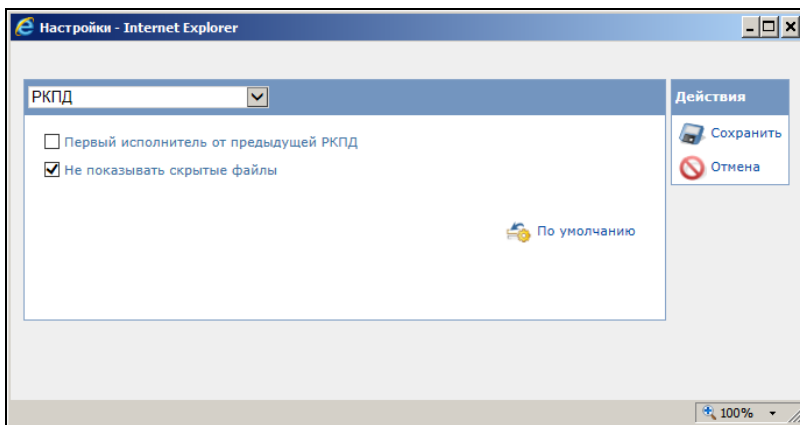 Настройки - Internet Explorer
РКПД
Действия
Первый исполнитель от предыдущей РКПД
Не показывать скрытые файлы
Сохранить
Отмена
По умолчанию
100%